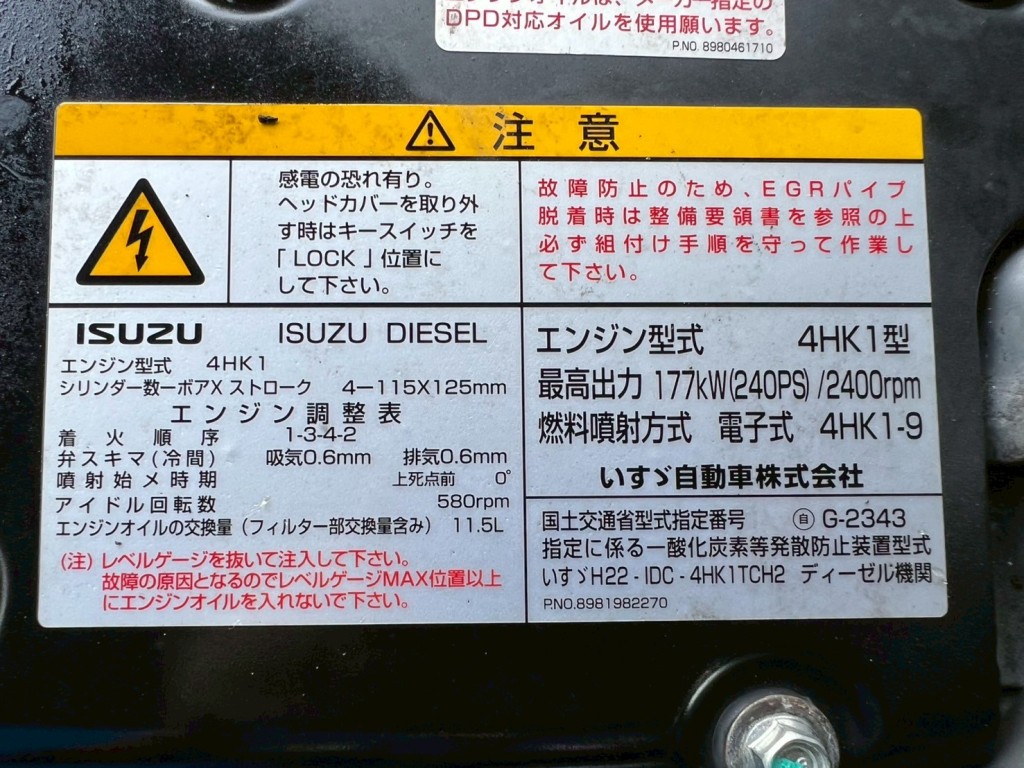 DPD対応オイルを使用願います。
P.NO. 8980461710
注意
感電の恐れ有り。
ヘッドカバーを取り外
す時はキースイッチを
「LOCK」位置に
して下さい。
故障防止のため、EGRパイプ
脱着時は整備要領書を参照の上
必ず組付け手順を守って作業し
て下さい。
ISUZU ISUZU DIESEL
エンジン型式 4HK1
シリンダー数ーボアX ストローク 4-115X125mm
エンジン調整表
着火順序 1-3-4-2
弁スキマ(冷間) 吸気0.6mm 排気0.6mm
噴射始メ時期 上死点前 0°
アイドル回転数 580rpm
エンジンオイルの交換量(フィルター部交換量含み) 11.5L
(注) レベルゲージを抜いて注入して下さい。
故障の原因となるのでレベルゲージMAX位置以上
にエンジンオイルを入れないで下さい。
エンジン型式 4HK1型
最高出力 177kW(240PS)/2400rpm
燃料噴射方式 電子式 4HK1-9
いすゞ自動車株式会社
国土交通省型式指定番号 ㊀自 G-2343
指定に係る一酸化炭素等発散防止装置型式
いすゞH22-IDC-4HK1TCH2 ディーゼル機関
P.NO.8981982270